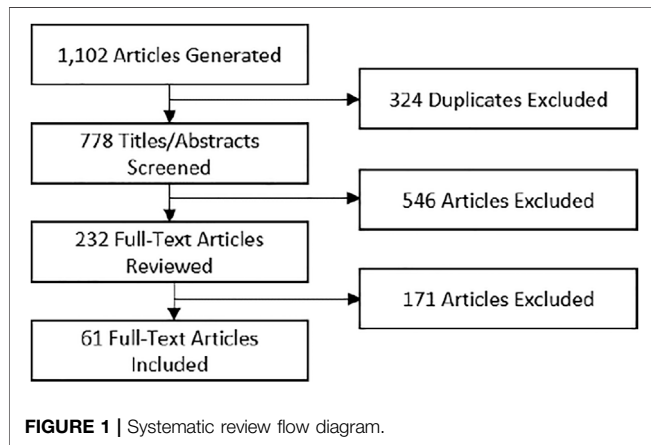 1,102 Articles Generated
324 Duplicates Excluded
778 Titles/Abstracts
Screened
546 Articles Excluded
232 Full-Text Articles
Reviewed
171 Articles Excluded
61 Full-Text Articles
Included
FIGURE 1 | Systematic review flow diagram.